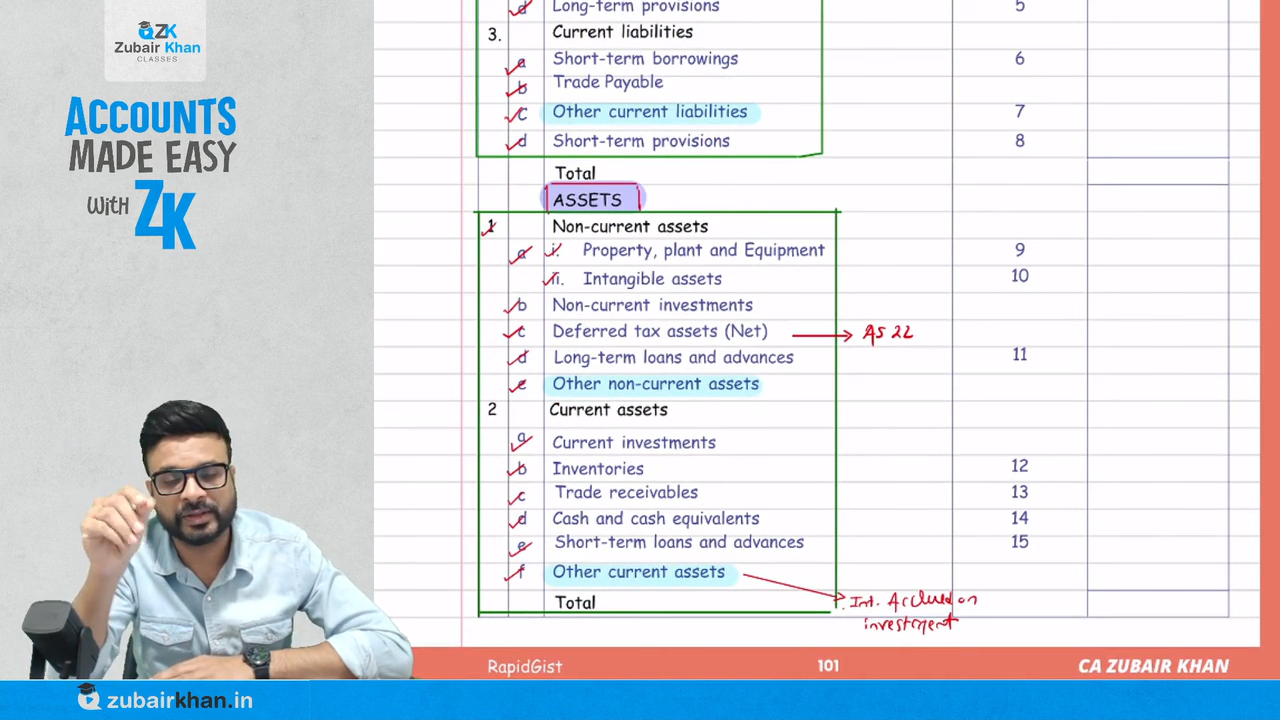 ZK
Zubair Khan
CLASSES
ACCOUNTS
MADE EASY
WITH ZK
d Long-term provisions 5
3. Current liabilities
a Short-term borrowings 6
b Trade Payable
c Other current liabilities 7
d Short-term provisions 8
Total
ASSETS
1 Non-current assets
a i. Property, plant and Equipment 9
ii. Intangible assets 10
b Non-current investments
c Deferred tax assets (Net) → AS 22
d Long-term loans and advances 11
e Other non-current assets
2 Current assets
a Current investments
b Inventories 12
c Trade receivables 13
d Cash and cash equivalents 14
e Short-term loans and advances 15
f Other current assets
Total
Int. Accrued on
investment
RapidGist 101 CA ZUBAIR KHAN
zubairkhan.in